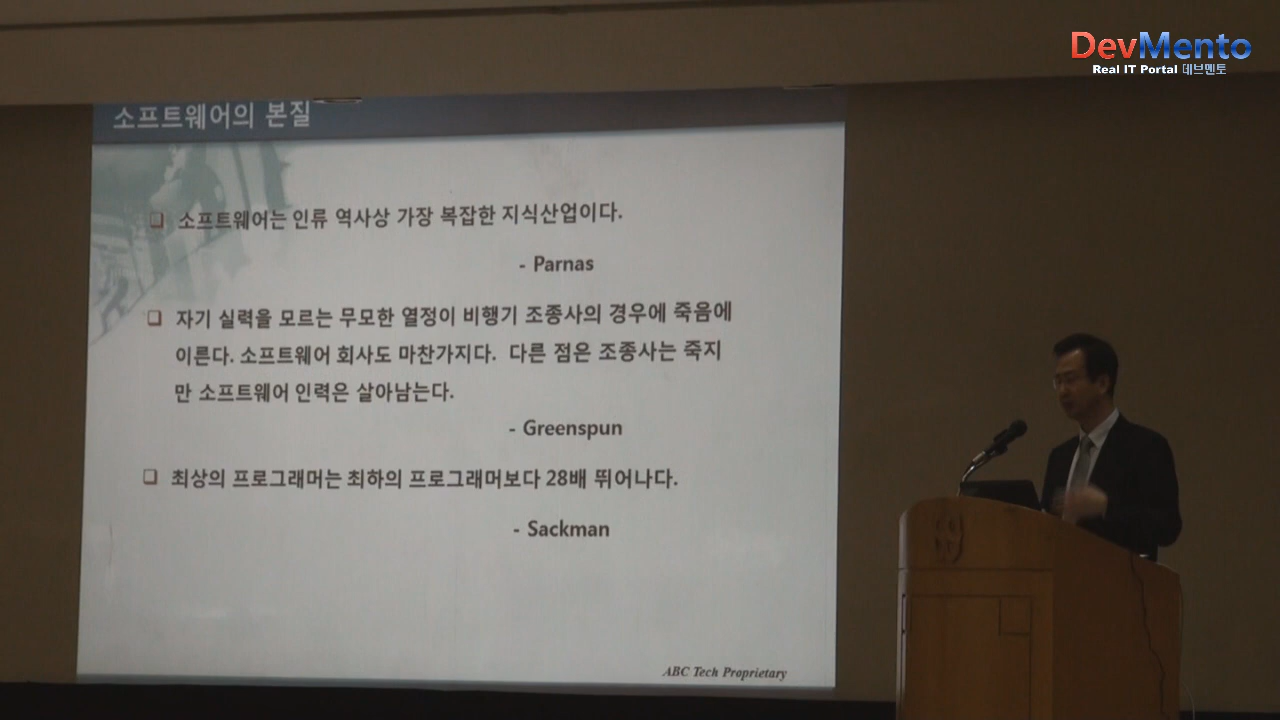 DevMento
Real IT Portal 데브멘토
소프트웨어의 본질
❑ 소프트웨어는 인류 역사상 가장 복잡한 지식산업이다.
- Parnas
❑ 자기 실력을 모르는 무모한 열정이 비행기 조종사의 경우에 죽음에
이른다. 소프트웨어 회사도 마찬가지다. 다른 점은 조종사는 죽지
만 소프트웨어 인력은 살아남는다.
- Greenspun
❑ 최상의 프로그래머는 최하의 프로그래머보다 28배 뛰어나다.
- Sackman
ABC Tech Proprietary